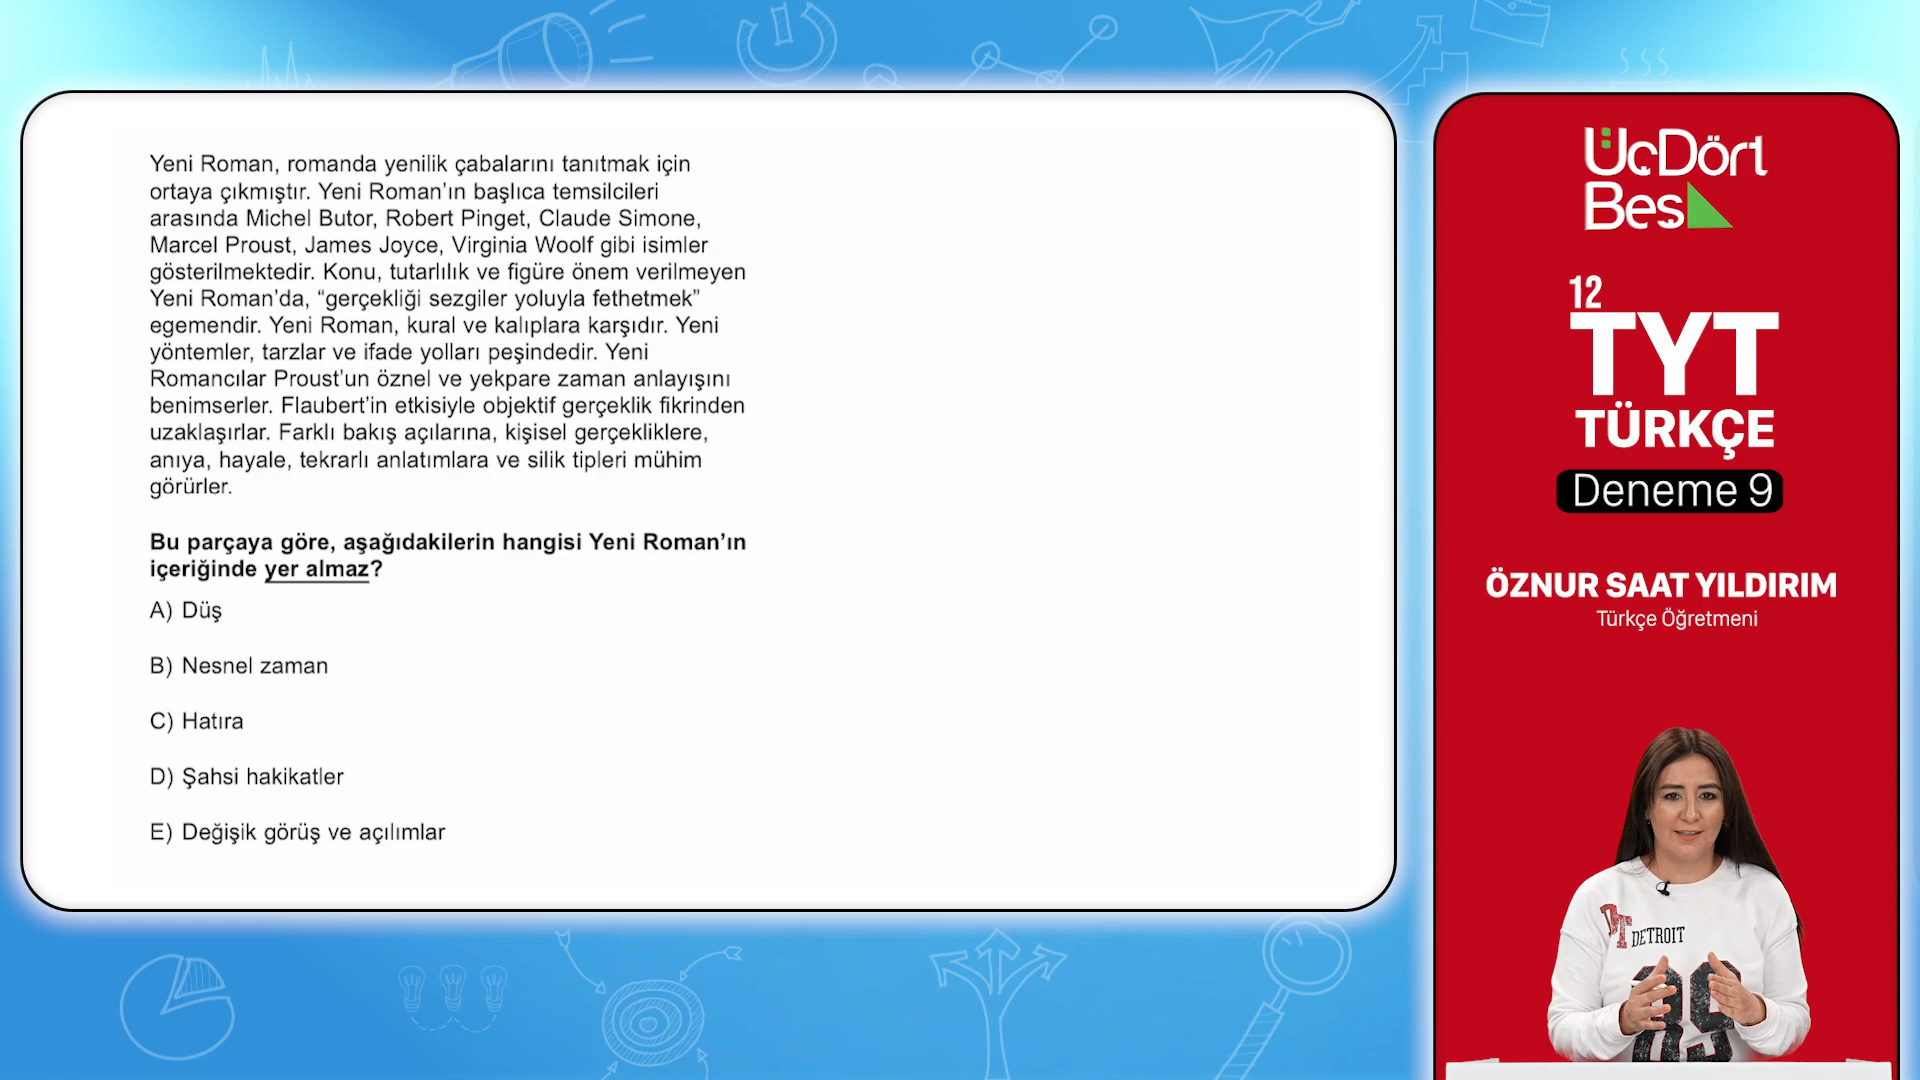 Yeni Roman, romanda yenilik çabalarını tanıtmak için
ortaya çıkmıştır. Yeni Roman’ın başlıca temsilcileri
arasında Michel Butor, Robert Pinget, Claude Simone,
Marcel Proust, James Joyce, Virginia Woolf gibi isimler
gösterilmektedir. Konu, tutarlılık ve figüre önem verilmeyen
Yeni Roman’da, “gerçekliği sezgiler yoluyla fethetmek”
egemendir. Yeni Roman, kural ve kalıplara karşıdır. Yeni
yöntemler, tarzlar ve ifade yolları peşindedir. Yeni
Romancılar Proust’un öznel ve yekpare zaman anlayışını
benimserler. Flaubert’in etkisiyle objektif gerçeklik fikrinden
uzaklaşırlar. Farklı bakış açılarına, kişisel gerçekliklere,
anıya, hayale, tekrarlı anlatımlara ve silik tipleri mühim
görürler.
Bu parçaya göre, aşağıdakilerin hangisi Yeni Roman’ın
içeriğinde yer almaz?
A) Düş
B) Nesnel zaman
C) Hatıra
D) Şahsi hakikatler
E) Değişik görüş ve açılımlar
ÜçDört
Beş
12
TYT
TÜRKÇE
Deneme 9
ÖZNUR SAAT YILDIRIM
Türkçe Öğretmeni
DT DETROIT
89